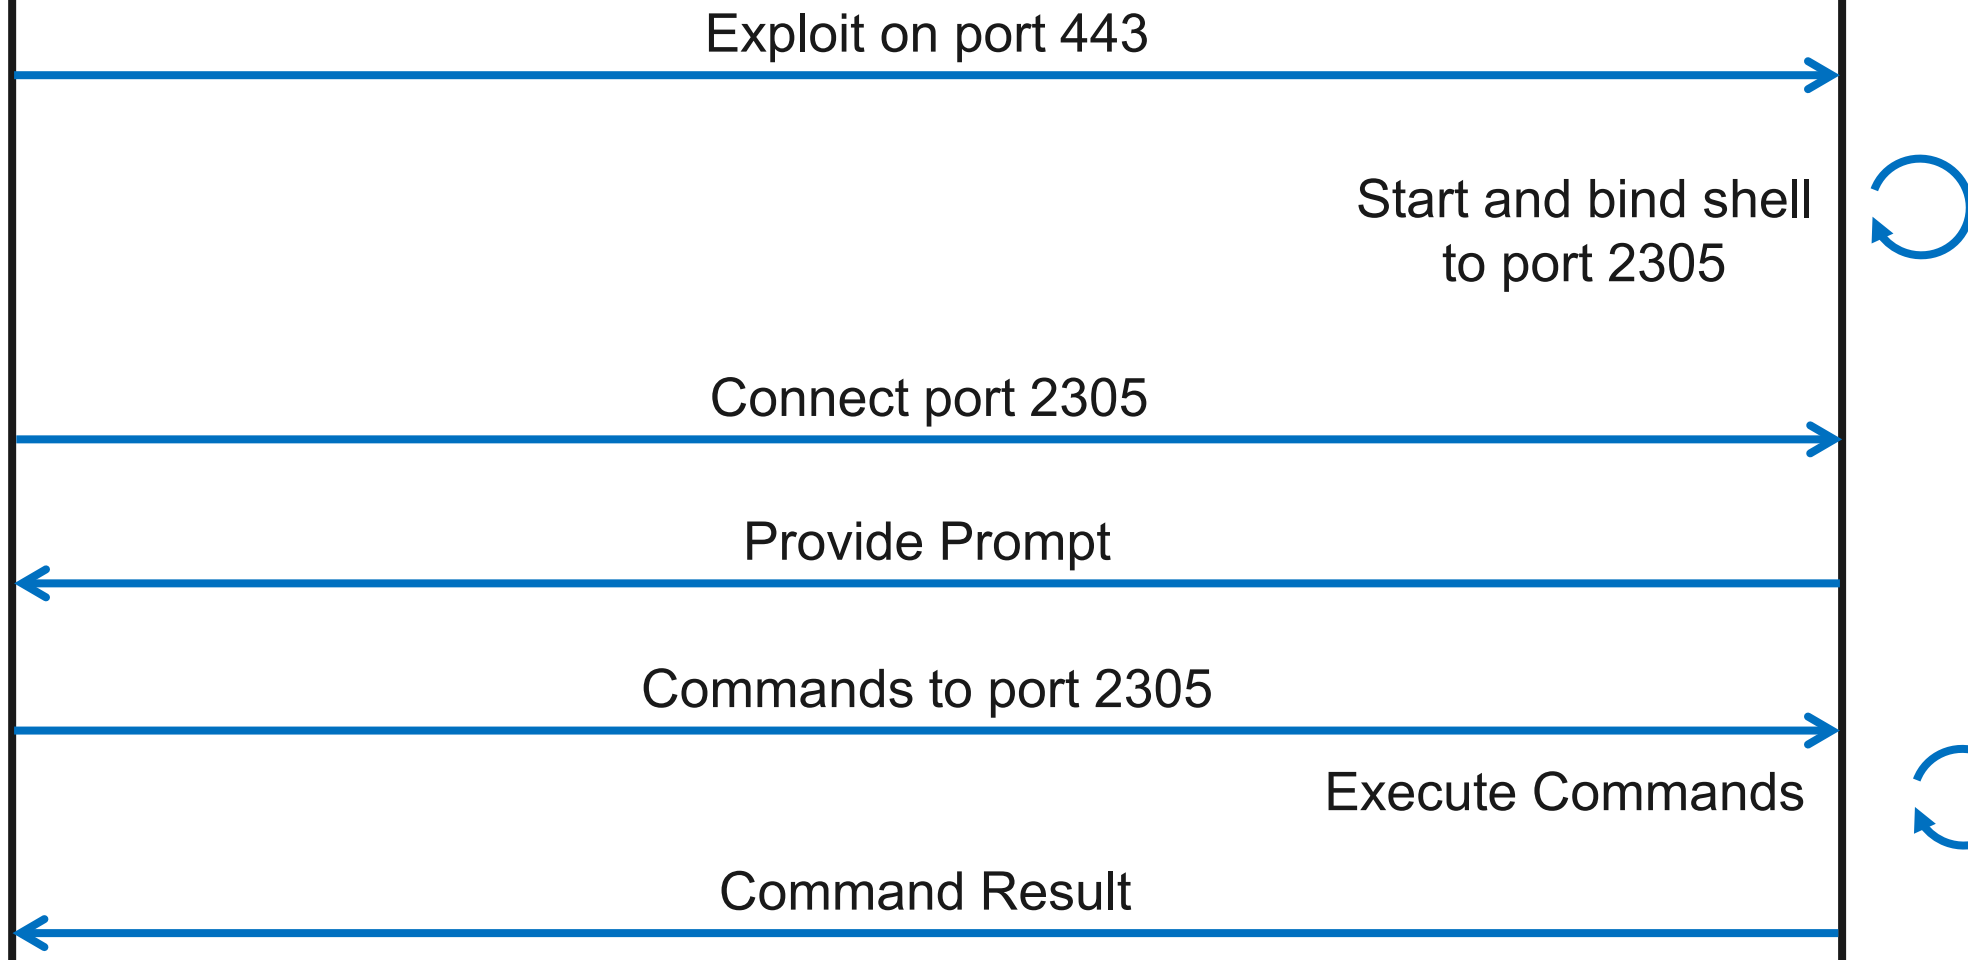 Exploit on port 443
Start and bind shell
to port 2305
Connect port 2305
Provide Prompt
Commands to port 2305
Execute Commands
Command Result